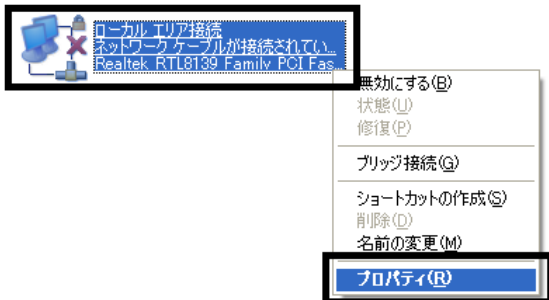 ローカル エリア接続
ネットワーク ケーブルが接続されてい...
Realtek RTL8139 Family PCI Fas...
無効にする(B)
状態(U)
修復(P)
ブリッジ接続(G)
ショートカットの作成(S)
削除(D)
名前の変更(M)
プロパティ(R)